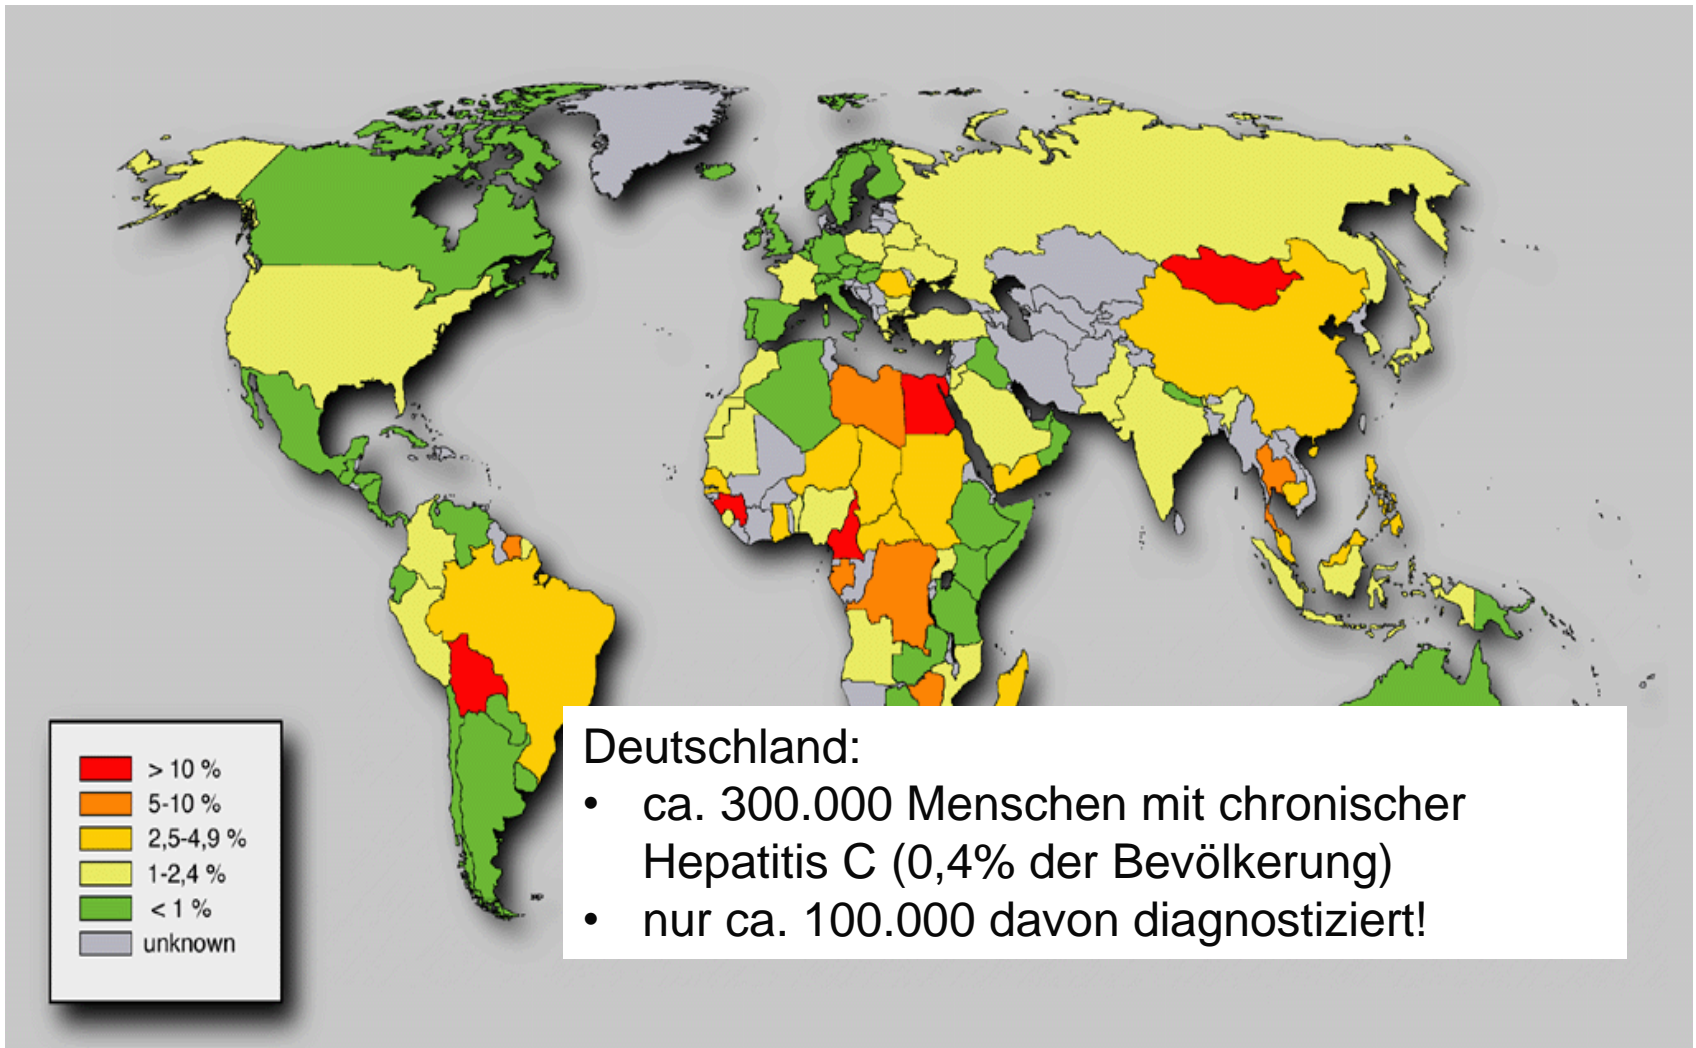 > 10 %
5-10 %
2,5-4,9 %
1-2,4 %
< 1 %
unknown
Deutschland:
• ca. 300.000 Menschen mit chronischer
Hepatitis C (0,4% der Bevölkerung)
• nur ca. 100.000 davon diagnostiziert!